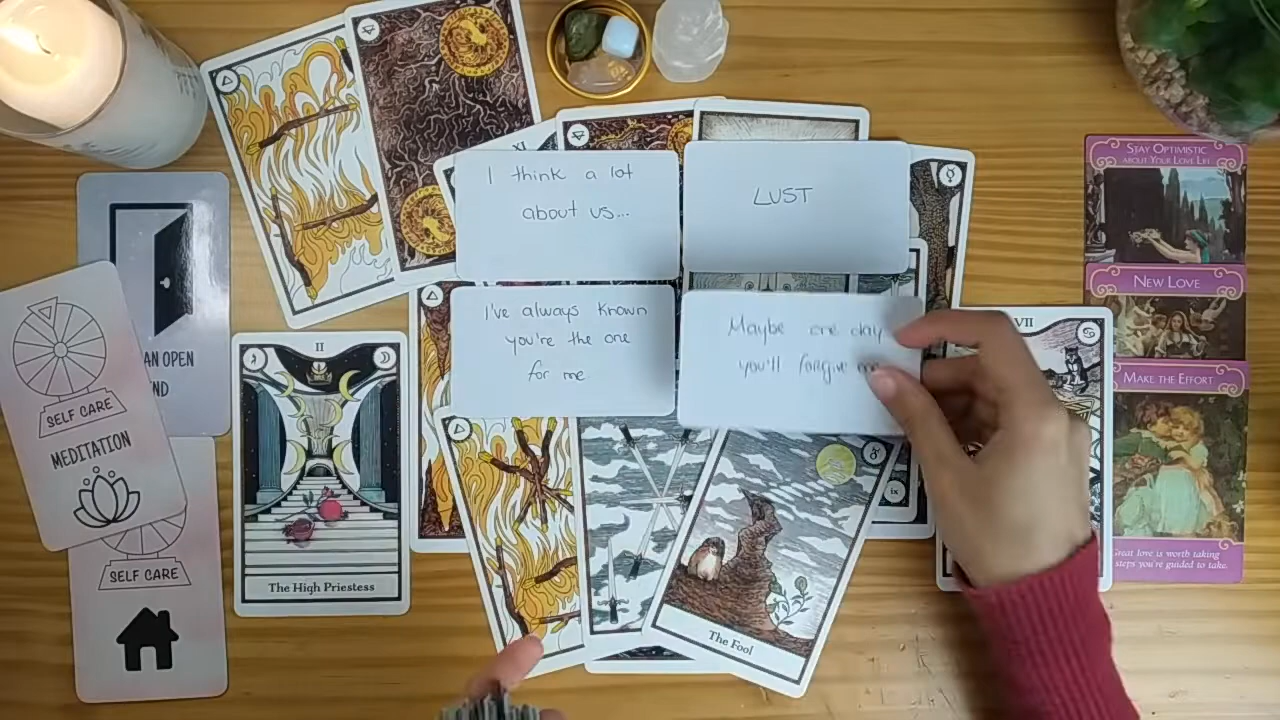 I think a lot
about us...
LUST
I've always known
you're the one
for me.
Maybe one day
you'll forgive me
AN OPEN
ND
SELF CARE
MEDITATION
SELF CARE
II
The High Priestess
XI
The Fool
VII
IX
STAY OPTIMISTIC
ABOUT YOUR LOVE LIFE
NEW LOVE
MAKE THE EFFORT
Great love is worth taking
steps you're guided to take.